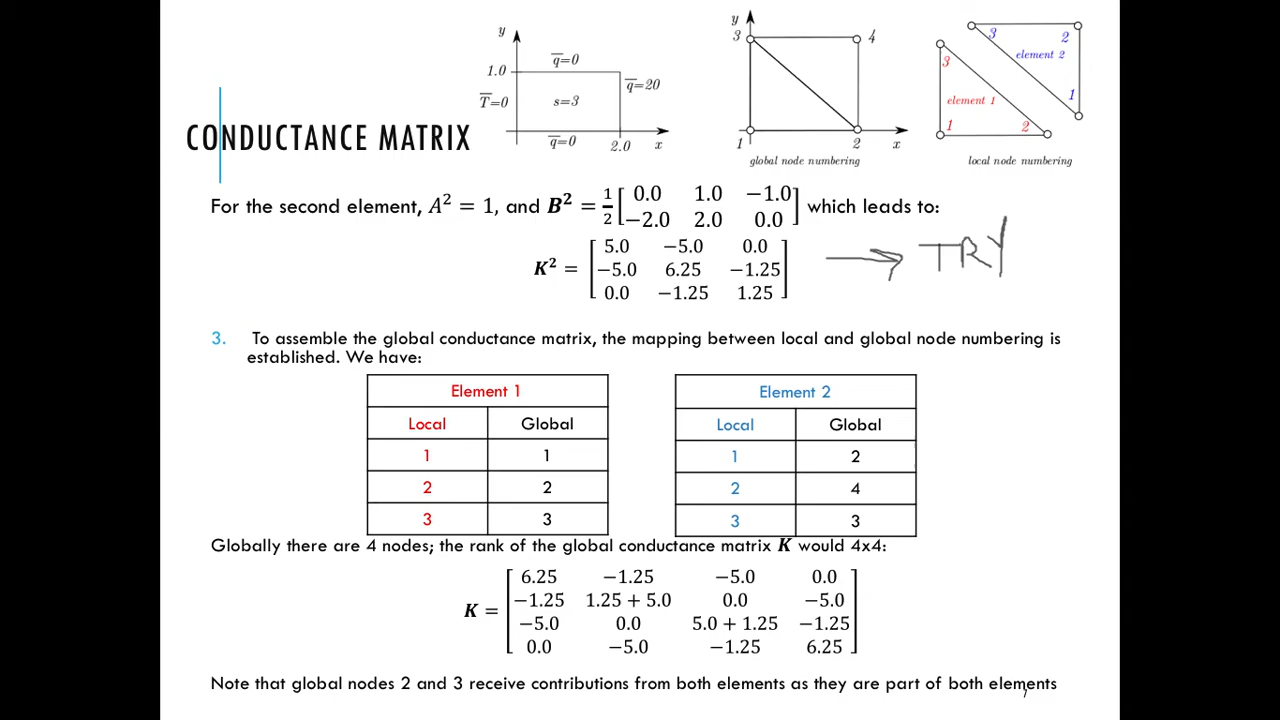 y
q̅=0
1.0
q̅=20
T̅=0
s=3
q̅=0
2.0
x
y
3
4
1
2
x
global node numbering
3
2
element 2
3
element 1
1
1
2
local node numbering
CONDUCTANCE MATRIX
For the second element, A² = 1, and B² = 1/2 [0.0 1.0 −1.0
−2.0 2.0 0.0] which leads to:
K² = [5.0 −5.0 0.0
−5.0 6.25 −1.25
0.0 −1.25 1.25]
→ TRY
3. To assemble the global conductance matrix, the mapping between local and global node numbering is
established. We have:
Element 1
Local Global
1 1
2 2
3 3
Element 2
Local Global
1 2
2 4
3 3
Globally there are 4 nodes; the rank of the global conductance matrix K would 4x4:
K = [6.25 −1.25 −5.0 0.0
−1.25 1.25 + 5.0 0.0 −5.0
−5.0 0.0 5.0 + 1.25 −1.25
0.0 −5.0 −1.25 6.25]
Note that global nodes 2 and 3 receive contributions from both elements as they are part of both elements